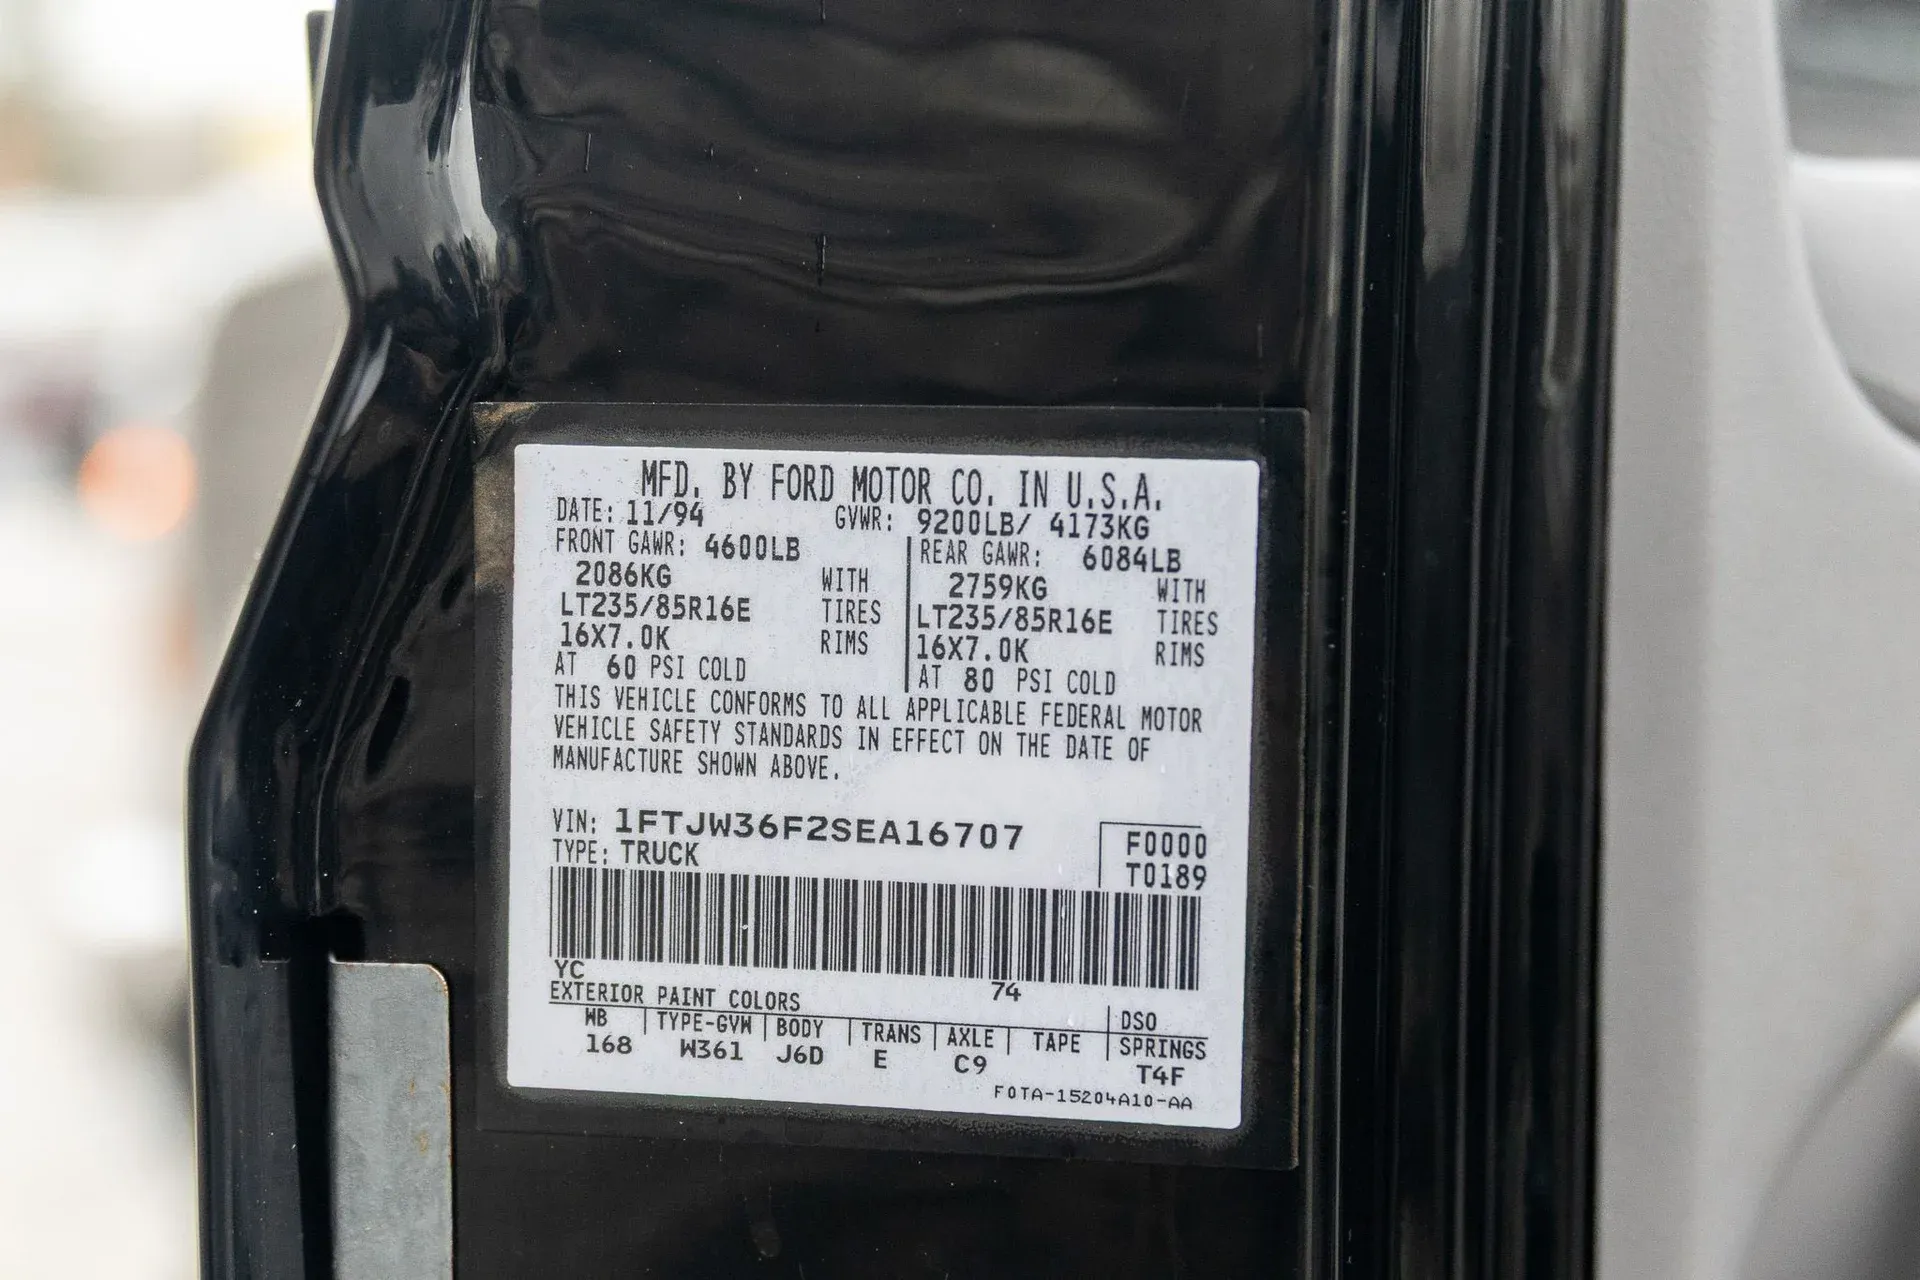 MFD. BY FORD MOTOR CO. IN U.S.A.
DATE: 11/94 GVWR: 9200LB/ 4173KG
FRONT GAWR: 4600LB REAR GAWR: 6084LB
2086KG WITH 2759KG WITH
LT235/85R16E TIRES LT235/85R16E TIRES
16X7.0K RIMS 16X7.0K RIMS
AT 60 PSI COLD AT 80 PSI COLD
THIS VEHICLE CONFORMS TO ALL APPLICABLE FEDERAL MOTOR
VEHICLE SAFETY STANDARDS IN EFFECT ON THE DATE OF
MANUFACTURE SHOWN ABOVE.
VIN: 1FTJW36F2SEA16707 F0000
TYPE: TRUCK T0189
YC 74
EXTERIOR PAINT COLORS DSO
WB TYPE-GVW BODY TRANS AXLE TAPE SPRINGS
168 W361 J6D E C9 T4F
F0TA-15204A10-AA